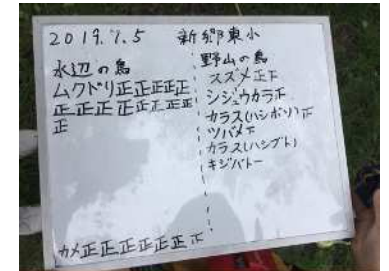 2019.7.5 新郷東小
水辺の鳥
ムクドリ正正正正正
正正正正正正正正
正
カメ正正正正正正
野山の鳥
スズメ正下
シジュウカラ正
カラス(ハシボソ)正
ツバメ下
カラス(ハシブト)
キジバト一